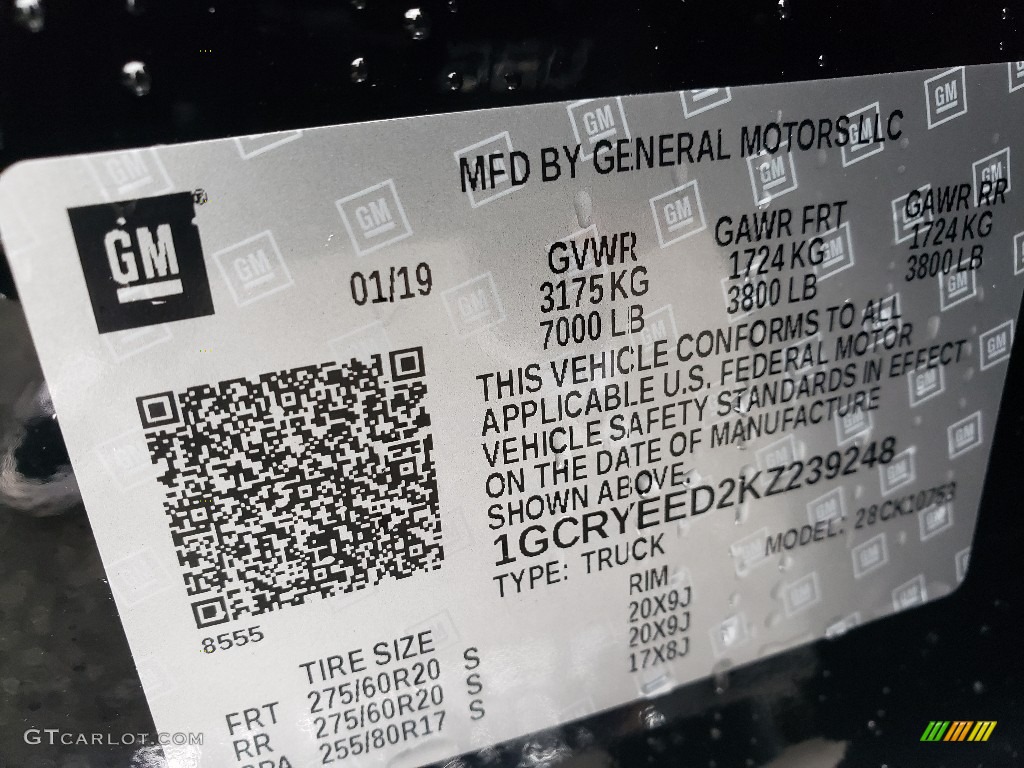 MFD BY GENERAL MOTORS LLC
GM
01/19
GVWR GAWR FRT GAWR RR
3175 KG 1724 KG 1724 KG
7000 LB 3800 LB 3800 LB
THIS VEHICLE CONFORMS TO ALL
APPLICABLE U.S. FEDERAL MOTOR
VEHICLE SAFETY STANDARDS IN EFFECT
ON THE DATE OF MANUFACTURE
SHOWN ABOVE.
1GCRYEED2KZ239248
TYPE: TRUCK MODEL: 28CK10753
8555
TIRE SIZE RIM
FRT 275/60R20 S 20X9J
RR 275/60R20 S 20X9J
255/80R17 S 17X8J
GTCARLOT.COM